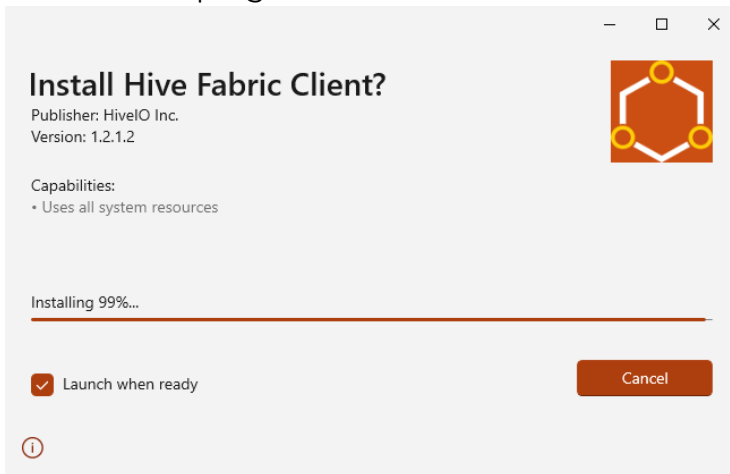 Install Hive Fabric Client?
Publisher: HiveIO Inc.
Version: 1.2.1.2
Capabilities:
• Uses all system resources
Installing 99%...
Launch when ready
Cancel